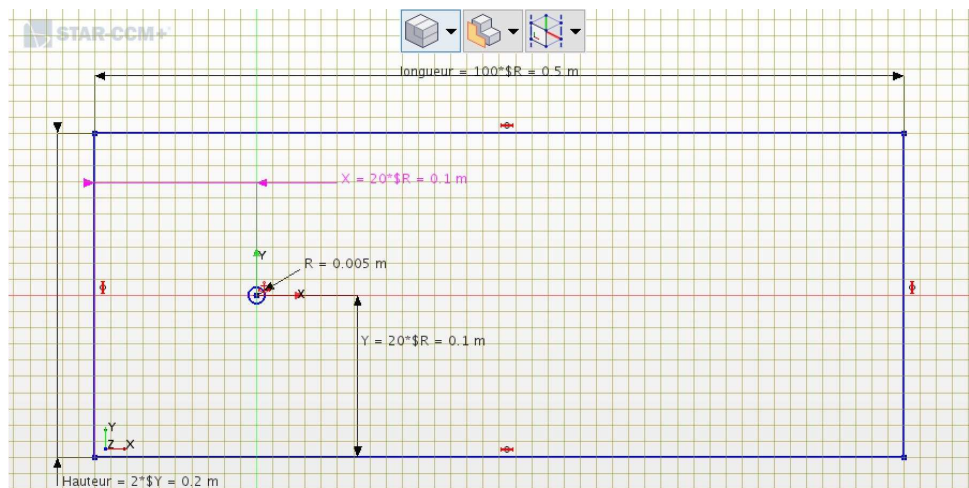 STAR-CCM+
longueur = 100*$R = 0.5 m
X = 20*$R = 0.1 m
Y
R = 0.005 m
X
Y = 20*$R = 0.1 m
Y
Z X
Hauteur = 2*$Y = 0.2 m